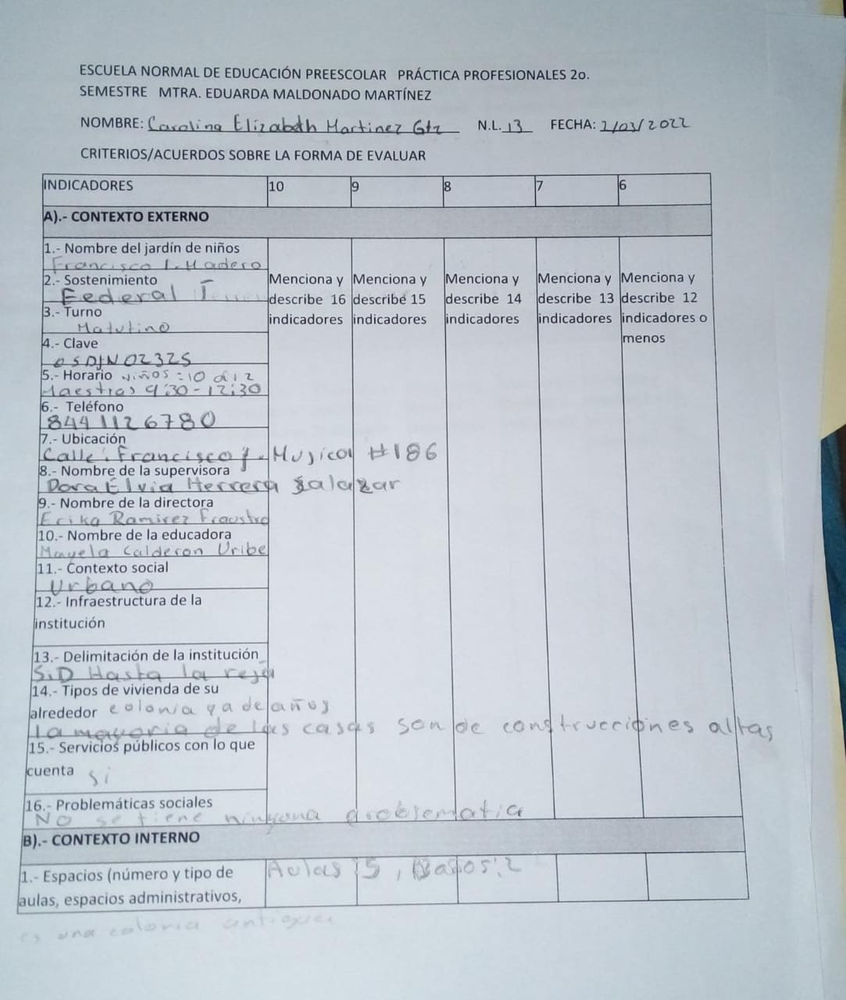 ESCUELA NORMAL DE EDUCACIÓN PREESCOLAR PRÁCTICA PROFESIONALES 2o.
SEMESTRE MTRA. EDUARDA MALDONADO MARTÍNEZ
NOMBRE: Carolina Elizabeth Martinez Gtz N.L. 13 FECHA: 2/03/2022
CRITERIOS/ACUERDOS SOBRE LA FORMA DE EVALUAR
INDICADORES 10 9 8 7 6
A).- CONTEXTO EXTERNO
1.- Nombre del jardín de niños
Francisco I. Madero
2.- Sostenimiento
Federal
3.- Turno
Matutino
4.- Clave
05DJN0232S
5.- Horario Niños = 10 a 12
Maestras 9:30 - 12:30
6.- Teléfono
8441126780
7.- Ubicación
Calle: Francisco J. Mujica #186
8.- Nombre de la supervisora
Dora Elvia Herrera Salazar
9.- Nombre de la directora
Erika Ramirez Fraustro
10.- Nombre de la educadora
Mayela Calderon Uribe
11.- Contexto social
Urbano
12.- Infraestructura de la
institución
13.- Delimitación de la institución
S.D Hasta la reja
14.- Tipos de vivienda de su
alrededor colonia ya de años
la mayoria de las casas son de construcciones altas
15.- Servicios públicos con lo que
cuenta si
16.- Problemáticas sociales
No se tiene ninguna problematica
Menciona y
describe 16
indicadores
Menciona y
describe 15
indicadores
Menciona y
describe 14
indicadores
Menciona y
describe 13
indicadores
Menciona y
describe 12
indicadores o
menos
B).- CONTEXTO INTERNO
1.- Espacios (número y tipo de
aulas, espacios administrativos,
Aulas 5, Baños: 2
es una colonia antigua